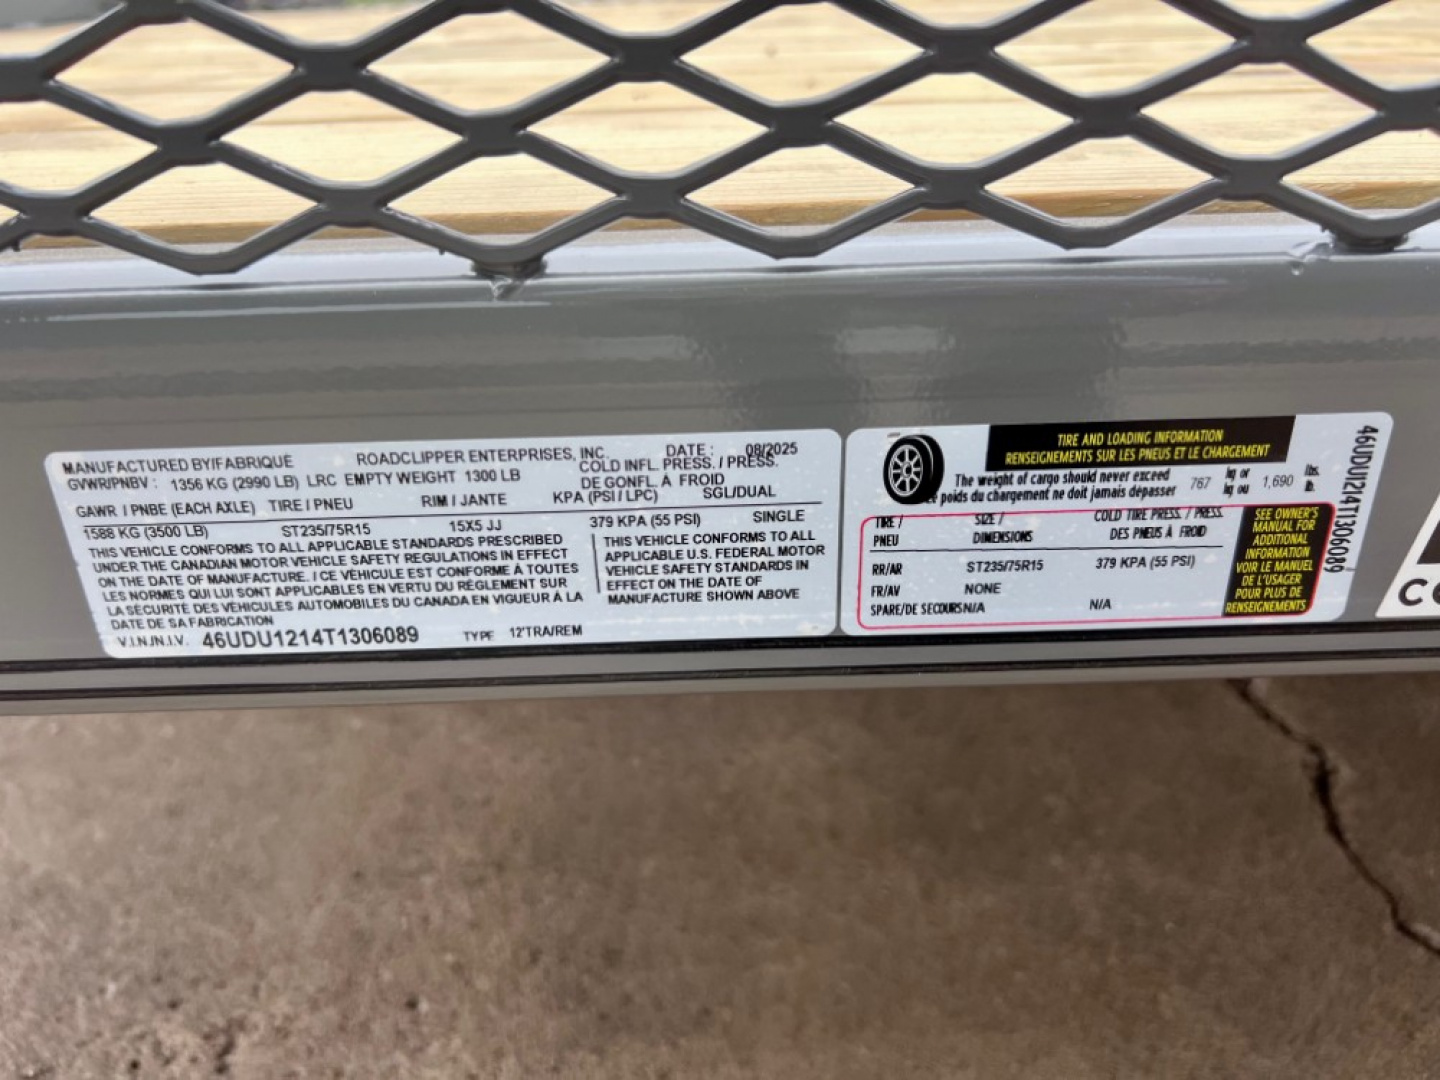 MANUFACTURED BY/FABRIQUE ROADCLIPPER ENTERPRISES, INC. DATE : 08/2025
GVWR/PNBV : 1356 KG (2990 LB) LRC EMPTY WEIGHT 1300 LB COLD INFL. PRESS. / PRESS.
DE GONFL. À FROID
GAWR / PNBE (EACH AXLE) TIRE / PNEU RIM / JANTE KPA (PSI / LPC) SGL/DUAL
1588 KG (3500 LB) ST235/75R15 15X5 JJ 379 KPA (55 PSI) SINGLE
THIS VEHICLE CONFORMS TO ALL APPLICABLE STANDARDS PRESCRIBED
UNDER THE CANADIAN MOTOR VEHICLE SAFETY REGULATIONS IN EFFECT
ON THE DATE OF MANUFACTURE. / CE VÉHICULE EST CONFORME À TOUTES
LES NORMES QUI LUI SONT APPLICABLES EN VERTU DU RÉGLEMENT SUR
LA SÉCURITÉ DES VÉHICULES AUTOMOBILES DU CANADA EN VIGUEUR À LA
DATE DE SA FABRICATION
THIS VEHICLE CONFORMS TO ALL
APPLICABLE U.S. FEDERAL MOTOR
VEHICLE SAFETY STANDARDS IN
EFFECT ON THE DATE OF
MANUFACTURE SHOWN ABOVE
V.I.N./N.I.V. 46UDU1214T1306089 TYPE 12'TRA/REM
TIRE AND LOADING INFORMATION
RENSEIGNEMENTS SUR LES PNEUS ET LE CHARGEMENT
The weight of cargo should never exceed 767 kg or 1,690 lbs.
poids du chargement ne doit jamais dépasser kg ou lb.
TIRE / SIZE / COLD TIRE PRESS. / PRESS.
PNEU DIMENSIONS DES PNEUS À FROID
RR/AR ST235/75R15 379 KPA (55 PSI)
FR/AV NONE
SPARE/DE SECOURS N/A N/A
SEE OWNER'S
MANUAL FOR
ADDITIONAL
INFORMATION
VOIR LE MANUEL
DE L'USAGER
POUR PLUS DE
RENSEIGNEMENTS
46UDU1214T1306089